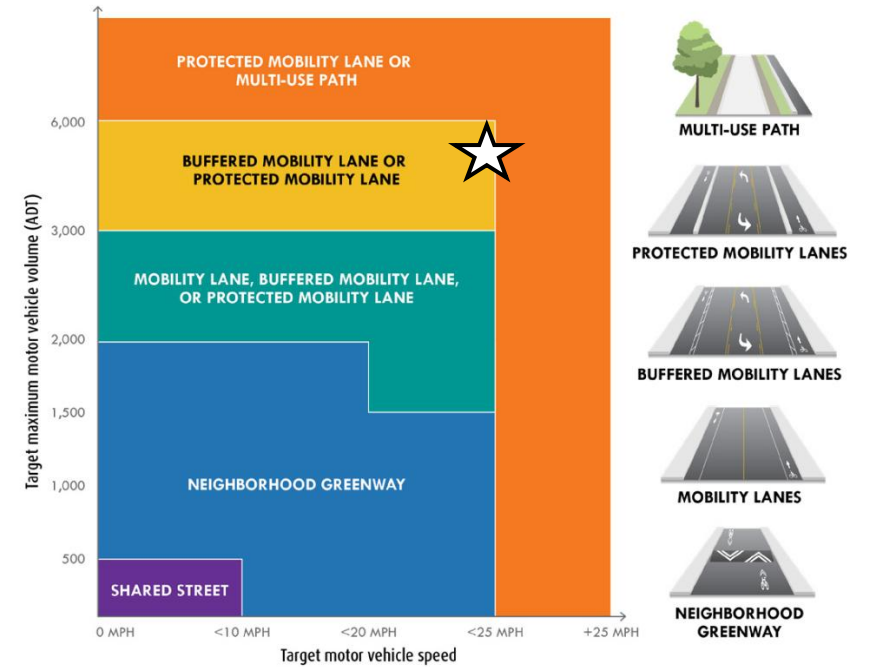 PROTECTED MOBILITY LANE OR
MULTI-USE PATH
6,000
BUFFERED MOBILITY LANE OR
PROTECTED MOBILITY LANE
3,000
MOBILITY LANE, BUFFERED MOBILITY LANE,
OR PROTECTED MOBILITY LANE
2,000
1,500
1,000
NEIGHBORHOOD GREENWAY
500
SHARED STREET
Target maximum motor vehicle volume (ADT)
0 MPH
<10 MPH
<20 MPH
<25 MPH
+25 MPH
Target motor vehicle speed
MULTI-USE PATH
PROTECTED MOBILITY LANES
BUFFERED MOBILITY LANES
MOBILITY LANES
NEIGHBORHOOD
GREENWAY